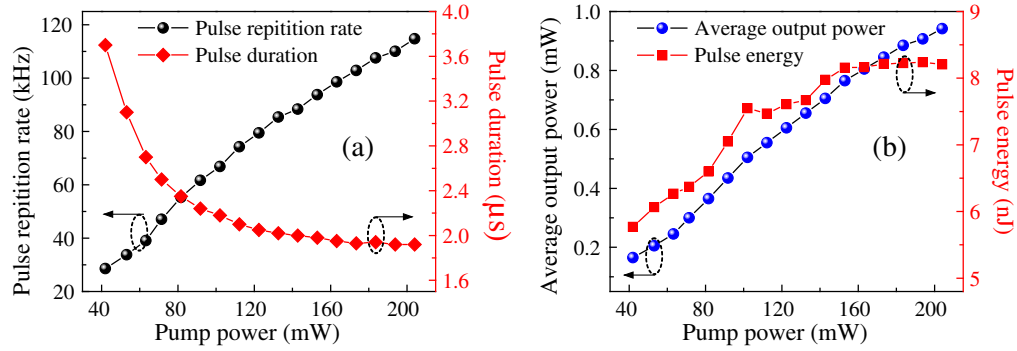 Pulse repitition rate
Pulse duration
(a)
Pulse repitition rate (kHz)
120
100
80
60
40
20
4.0
3.6
3.2
2.8
2.4
2.0
1.6
Pulse duration (μs)
40 80 120 160 200
Pump power (mW)
Average output power
Pulse energy
(b)
Average output power (mW)
1.0
0.8
0.6
0.4
0.2
9
8
7
6
5
Pulse energy (nJ)
40 80 120 160 200
Pump power (mW)